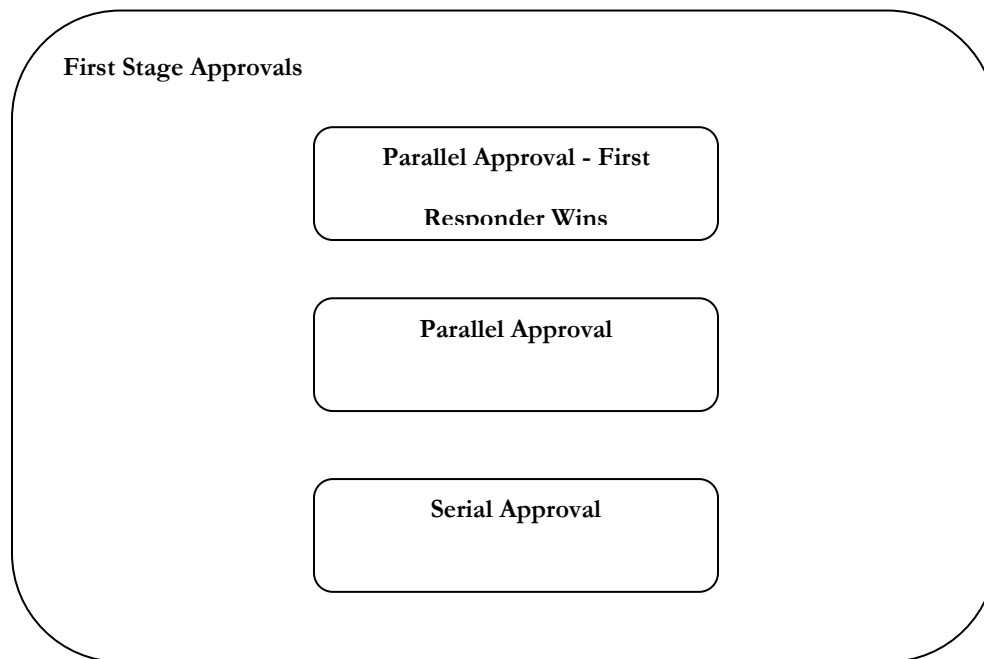 First Stage Approvals
Parallel Approval - First
Responder Wins
Parallel Approval
Serial Approval